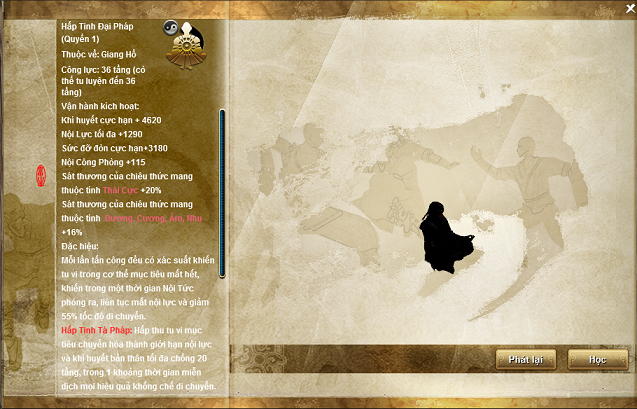 Hấp Tinh Đại Pháp
(Quyển 1)
Thuộc về: Giang Hồ
Công lực: 36 tầng (có
thể tu luyện đến 36
tầng)
Vận hành kích hoạt:
Khí huyết cực hạn + 4620
Nội Lực tối đa +1290
Sức đỡ đòn cực hạn+3180
Nội Công Phòng +115
Sát thương của chiêu thức mang
thuộc tính Thái Cực +20%
Sát thương của chiêu thức mang
thuộc tính Dương, Cương, Âm, Nhu
+16%
Đặc hiệu:
Mỗi lần tấn công đều có xác suất khiến
tu vi trong cơ thể mục tiêu mất hết,
khiến trong một thời gian Nội Tức
phóng ra, liên tục mất nội lực và giảm
55% tốc độ di chuyển.
Hấp Tinh Tà Pháp: Hấp thu tu vi mục
tiêu chuyển hóa thành giới hạn nội lực
và khí huyết bản thân tối đa chồng 20
tầng, trong 1 khoảng thời gian miễn
dịch mọi hiệu quả khống chế di chuyển.
Phát lại
Học